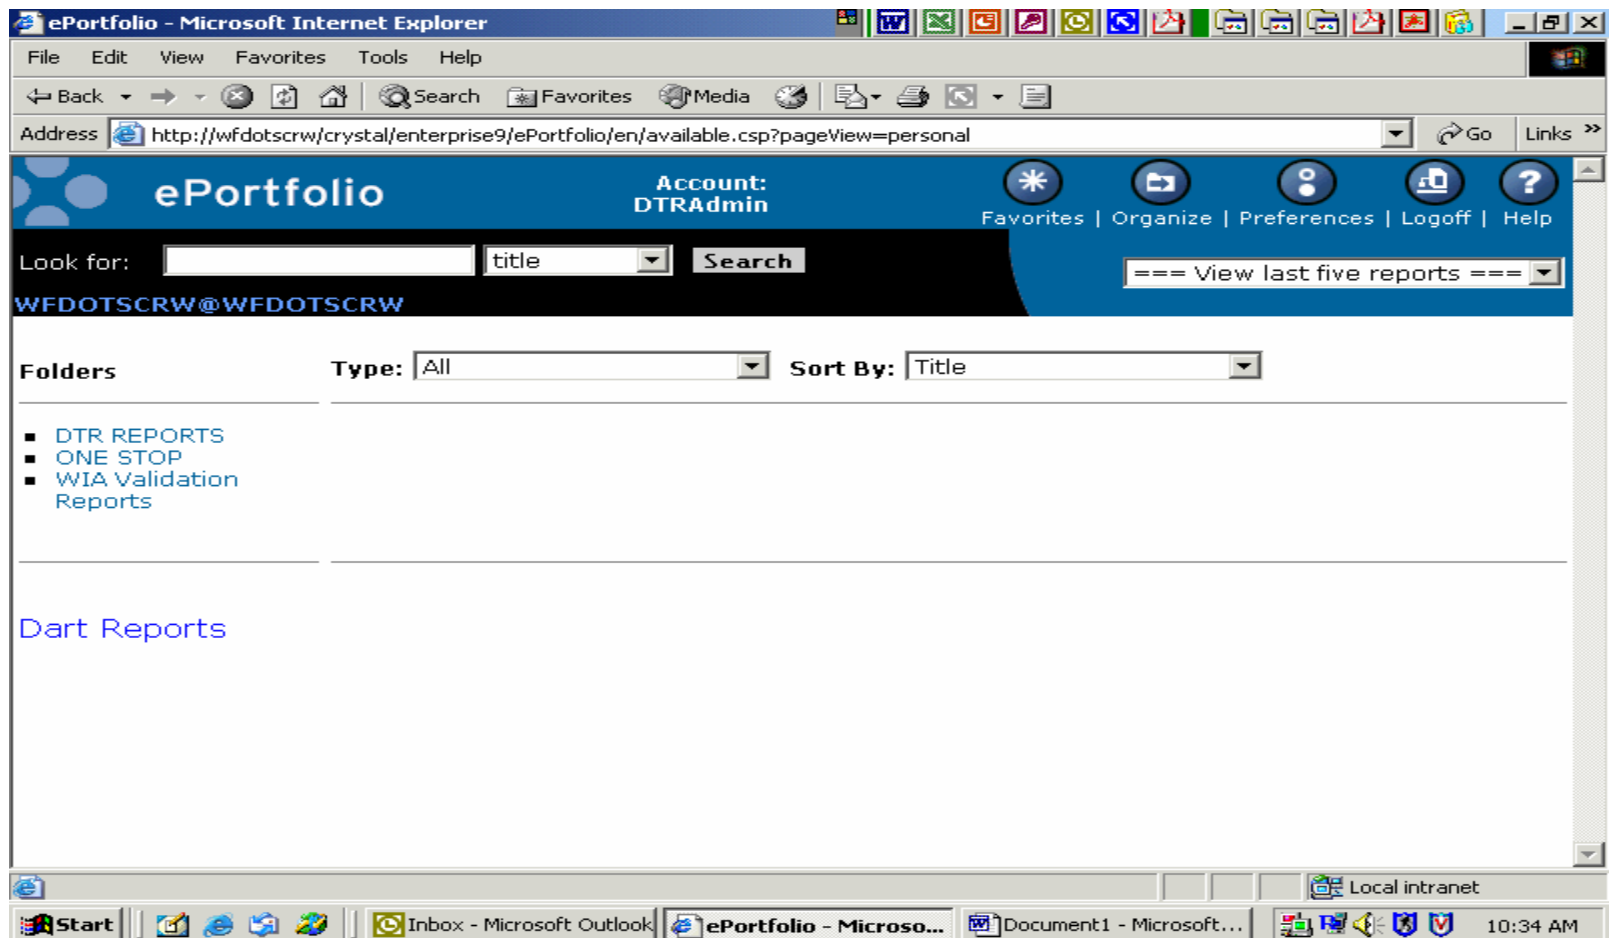 ePortfolio - Microsoft Internet Explorer
File Edit View Favorites Tools Help
Back Search Favorites Media
Address http://wfdotscrw/crystal/enterprise9/ePortfolio/en/available.csp?pageView=personal Go Links »
ePortfolio Account: DTRAdmin
Favorites | Organize | Preferences | Logoff | Help
Look for: title Search
=== View last five reports ===
WFDOTSCRW@WFDOTSCRW
Folders Type: All Sort By: Title
DTR REPORTS
ONE STOP
WIA Validation
Reports
Dart Reports
Local intranet
Start Inbox - Microsoft Outlook ePortfolio - Microso... Document1 - Microsoft... 10:34 AM